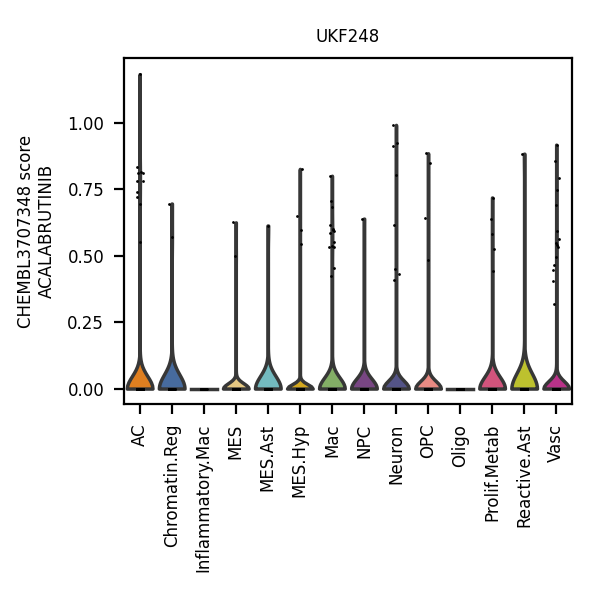 UKF248
CHEMBL3707348 score
ACALABRUTINIB
1.00
0.75
0.50
0.25
0.00
AC
Chromatin.Reg
Inflammatory.Mac
MES
MES.Ast
MES.Hyp
Mac
NPC
Neuron
OPC
Oligo
Prolif.Metab
Reactive.Ast
Vasc